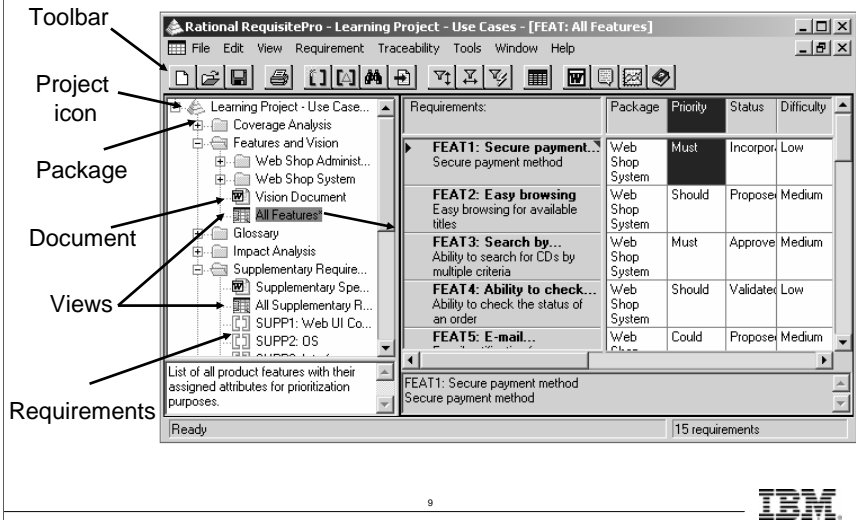 Toolbar
Project
icon
Package
Document
Views
Requirements
Rational RequisitePro - Learning Project - Use Cases - [FEAT: All Features]
File Edit View Requirement Traceability Tools Window Help
Learning Project - Use Case...
Coverage Analysis
Features and Vision
Web Shop Administ...
Web Shop System
Vision Document
All Features*
Glossary
Impact Analysis
Supplementary Require...
Supplementary Spe...
All Supplementary R...
SUPP1: Web UI Co...
SUPP2: OS
List of all product features with their
assigned attributes for prioritization
purposes.
Requirements: Package Priority Status Difficulty
FEAT1: Secure payment...
Secure payment method
Web
Shop
System
Must Incorpor Low
FEAT2: Easy browsing
Easy browsing for available
titles
Web
Shop
System
Should Propose Medium
FEAT3: Search by...
Ability to search for CDs by
multiple criteria
Web
Shop
System
Must Approve Medium
FEAT4: Ability to check...
Ability to check the status of
an order
Web
Shop
System
Should Validated Low
FEAT5: E-mail...
Web
Could Propose Medium
FEAT1: Secure payment method
Secure payment method
Ready 15 requirements
9
IBM